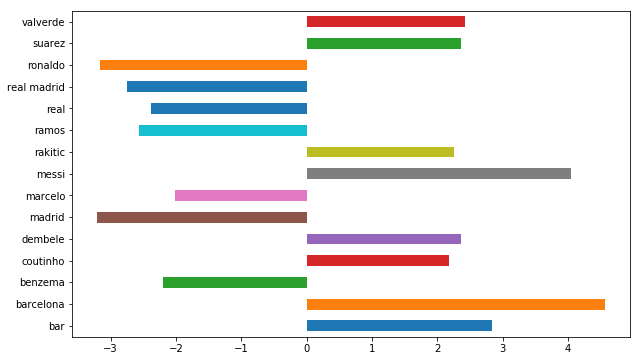 valverde
suarez
ronaldo
real madrid
real
ramos
rakitic
messi
marcelo
madrid
dembele
coutinho
benzema
barcelona
bar
−3 −2 −1 0 1 2 3 4